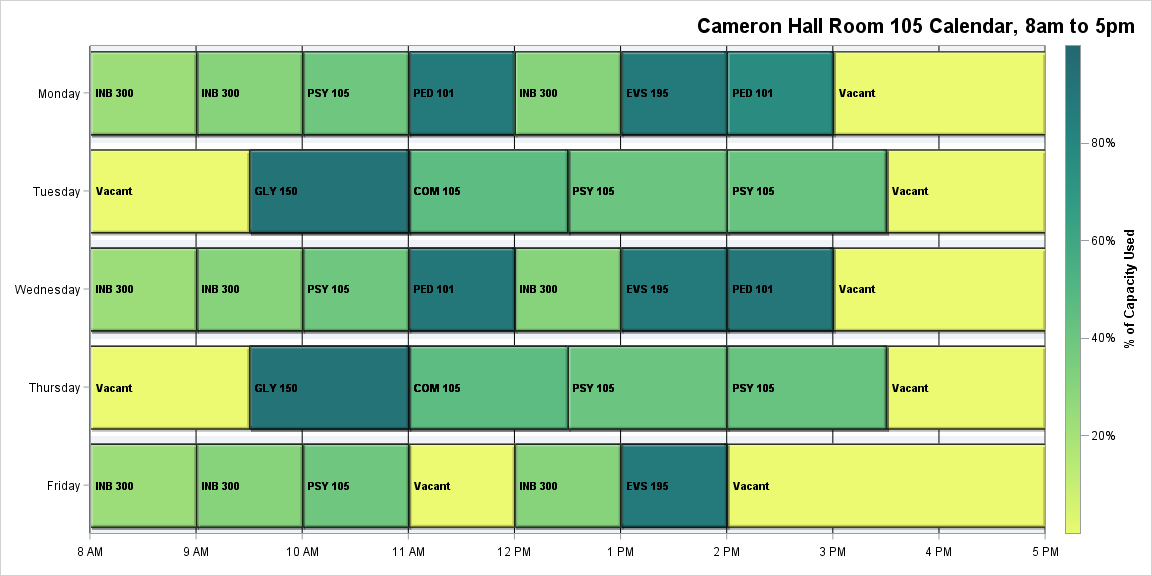 Cameron Hall Room 105 Calendar, 8am to 5pm
Monday INB 300 INB 300 PSY 105 PED 101 INB 300 EVS 195 PED 101 Vacant
Tuesday Vacant GLY 150 COM 105 PSY 105 PSY 105 Vacant
Wednesday INB 300 INB 300 PSY 105 PED 101 INB 300 EVS 195 PED 101 Vacant
Thursday Vacant GLY 150 COM 105 PSY 105 PSY 105 Vacant
Friday INB 300 INB 300 PSY 105 Vacant INB 300 EVS 195 Vacant
8 AM 9 AM 10 AM 11 AM 12 PM 1 PM 2 PM 3 PM 4 PM 5 PM
80%
60%
40%
20%
% of Capacity Used